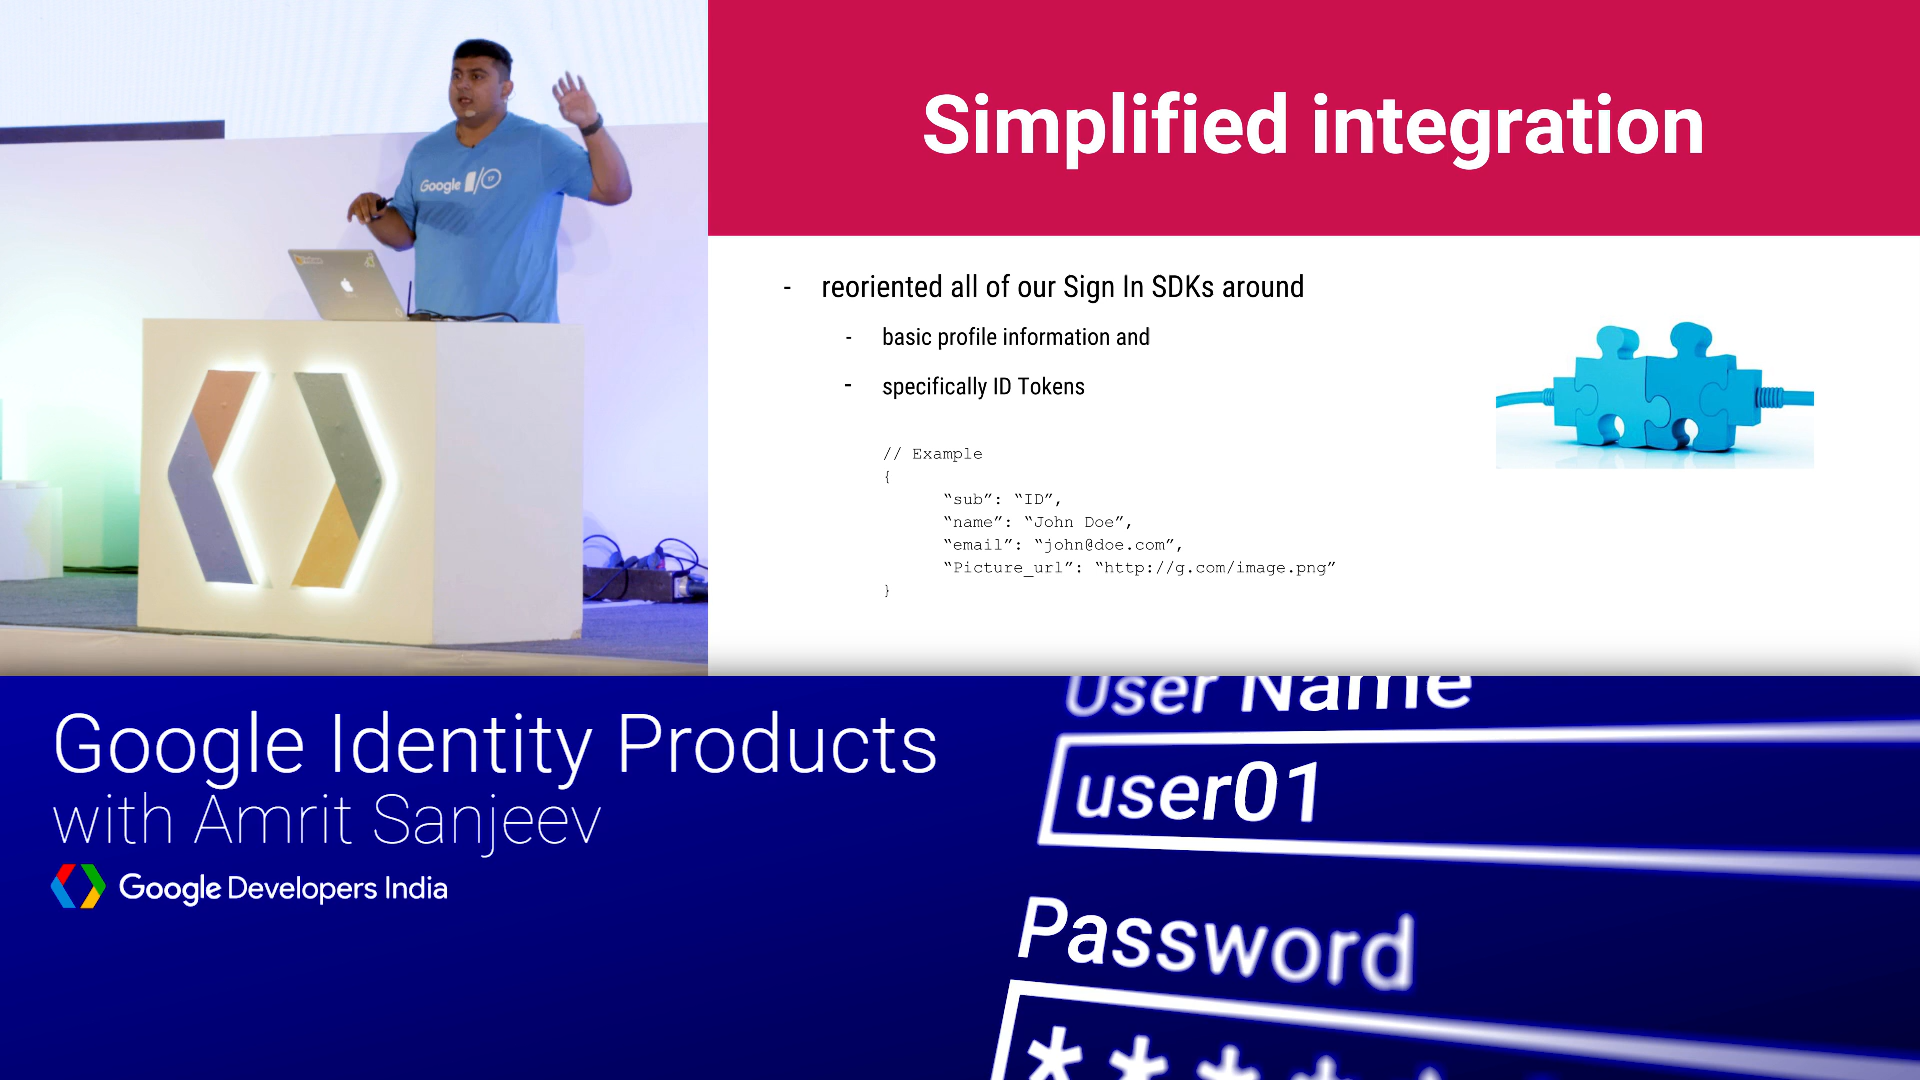 Google I/O
Simplified integration
- reoriented all of our Sign In SDKs around
- basic profile information and
- specifically ID Tokens
// Example
{
“sub”: “ID”,
“name”: “John Doe”,
“email”: “john@doe.com”,
“Picture_url”: “http://g.com/image.png”
}
Google Identity Products
with Amrit Sanjeev
Google Developers India
User Name
user01
Password
*****